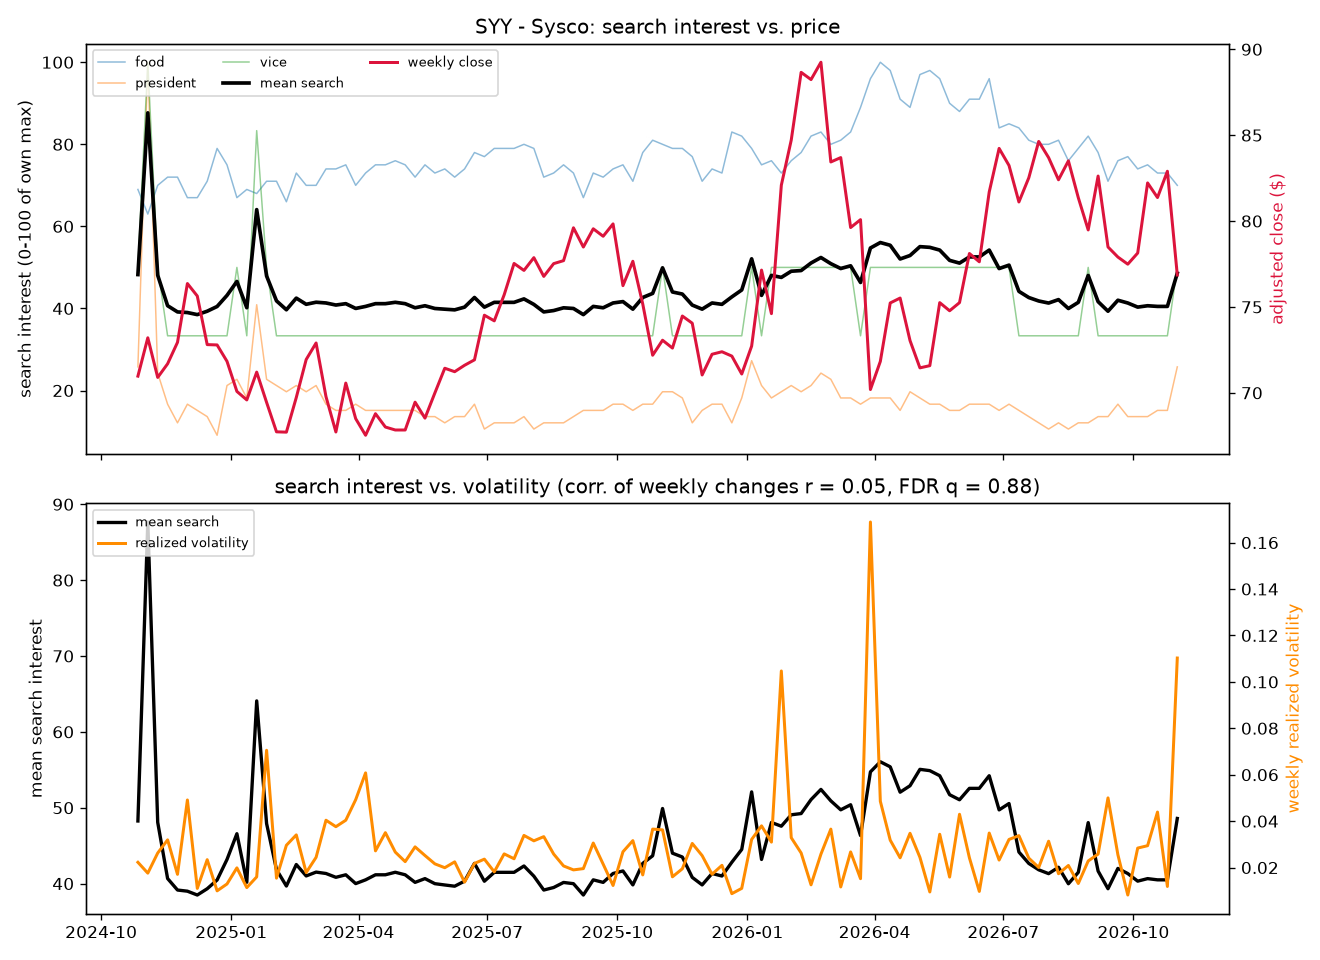 SYY - Sysco: search interest vs. price
food
president
vice
mean search
weekly close
search interest (0-100 of own max)
100
80
60
40
20
adjusted close ($)
90
85
80
75
70
search interest vs. volatility (corr. of weekly changes r = 0.05, FDR q = 0.88)
mean search
realized volatility
mean search interest
90
80
70
60
50
40
weekly realized volatility
0.16
0.14
0.12
0.10
0.08
0.06
0.04
0.02
2024-10
2025-01
2025-04
2025-07
2025-10
2026-01
2026-04
2026-07
2026-10